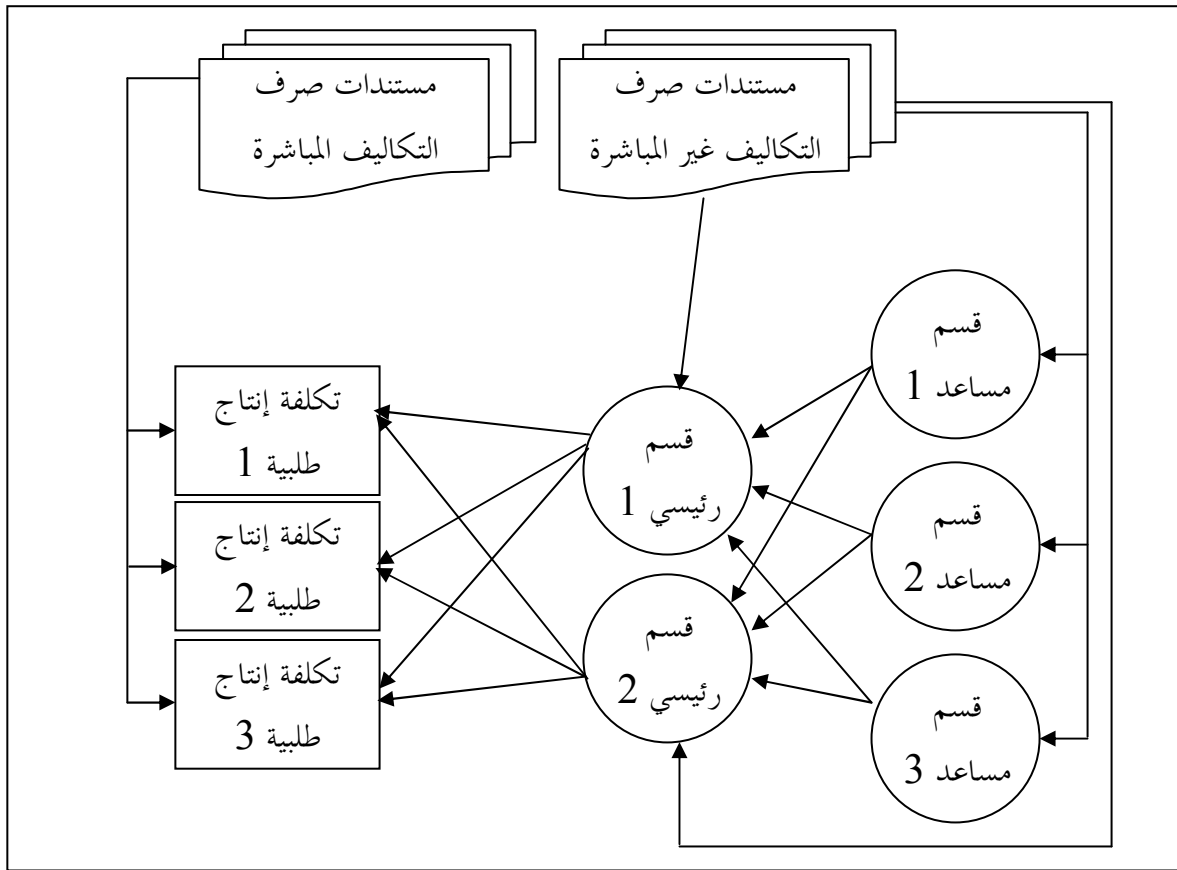 مستندات صرف
التكاليف غير المباشرة
مستندات صرف
التكاليف المباشرة
قسم
مساعد 1
قسم
رئيسي 1
تكلفة إنتاج
طلبية 1
قسم
مساعد 2
تكلفة إنتاج
طلبية 2
قسم
رئيسي 2
قسم
مساعد 3
تكلفة إنتاج
طلبية 3